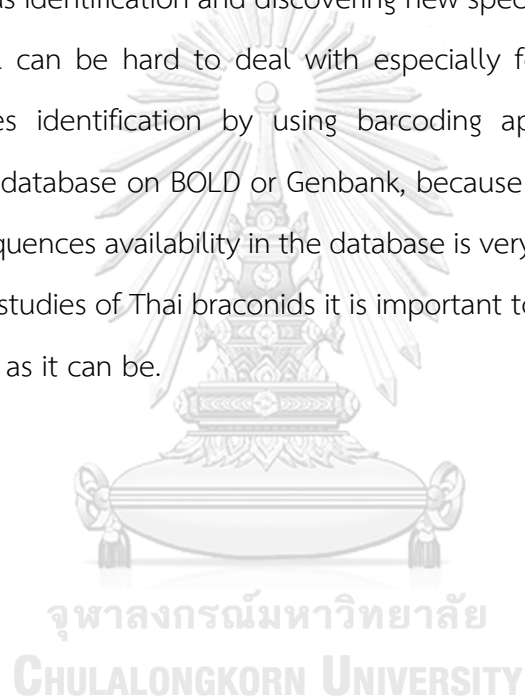 us identification and discovering new spec
can be hard to deal with especially f
es identification by using barcoding ap
database on BOLD or Genbank, because
quences availability in the database is very
studies of Thai braconids it is important to
as it can be.
จุฬาลงกรณ์มหาวิทยาลัย
CHULALONGKORN UNIVERSITY